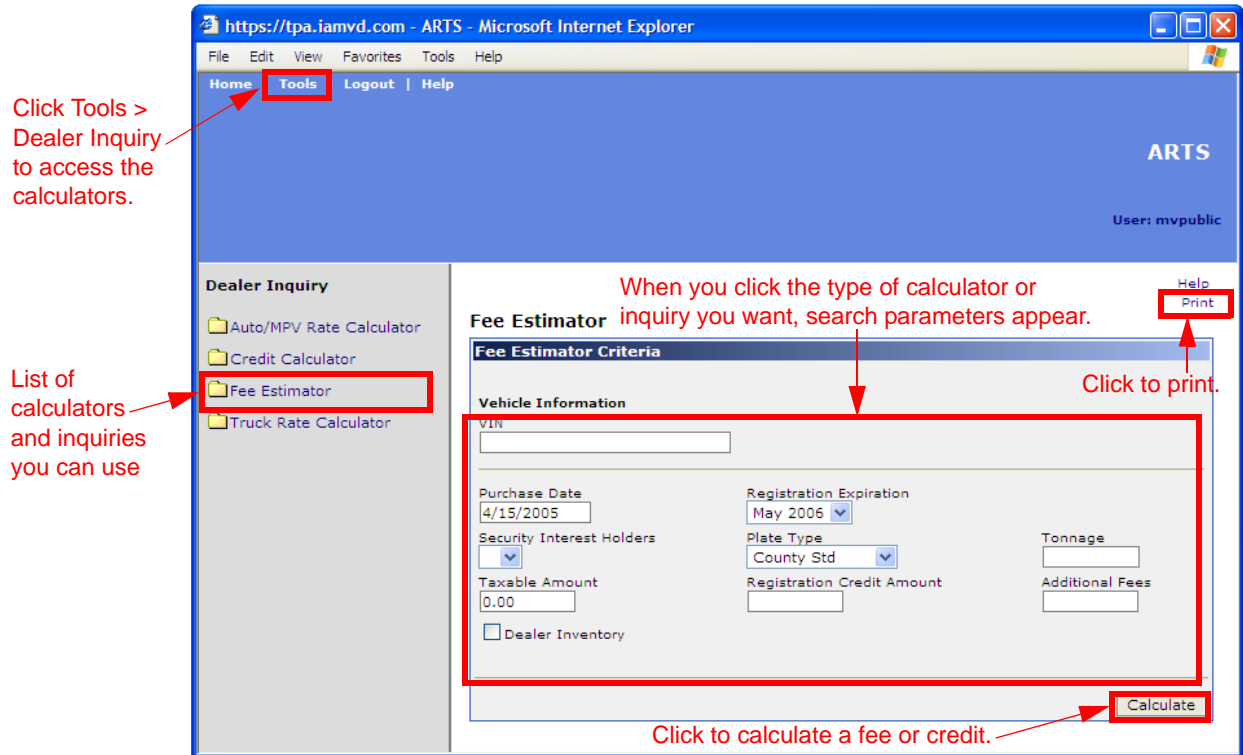 https://tpa.iamvd.com - ARTS - Microsoft Internet Explorer
File Edit View Favorites Tools Help
Home Tools Logout | Help
Click Tools >
Dealer Inquiry
to access the
calculators.
ARTS
User: mvpublic
Dealer Inquiry
Auto/MPV Rate Calculator
Credit Calculator
Fee Estimator
Truck Rate Calculator
List of
calculators
and inquiries
you can use
When you click the type of calculator or
inquiry you want, search parameters appear.
Help
Print
Click to print.
Fee Estimator
Fee Estimator Criteria
Vehicle Information
VIN
Purchase Date Registration Expiration
4/15/2005 May 2006
Security Interest Holders Plate Type Tonnage
County Std
Taxable Amount Registration Credit Amount Additional Fees
0.00
Dealer Inventory
Calculate
Click to calculate a fee or credit.